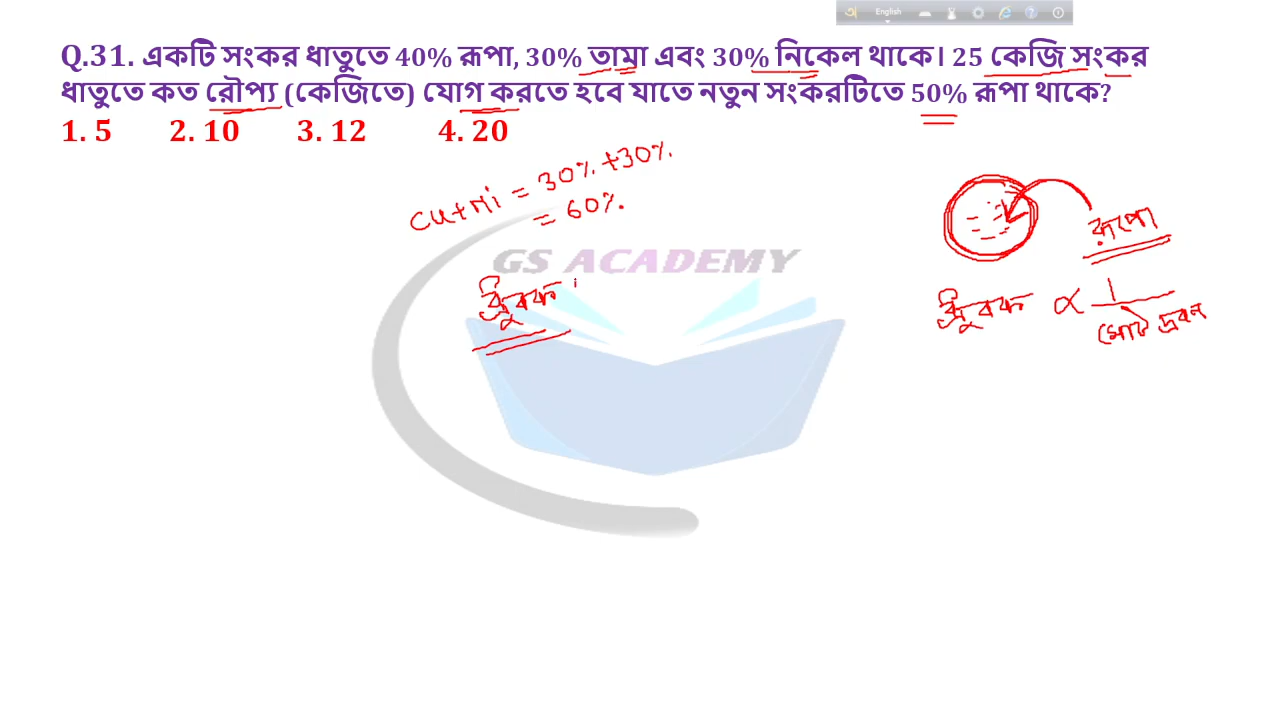 English
Q.31. একটি সংকর ধাতুতে 40% রূপা, 30% তামা এবং 30% নিকেল থাকে। 25 কেজি সংকর
ধাতুতে কত রৌপ্য (কেজিতে) যোগ করতে হবে যাতে নতুন সংকরটিতে 50% রূপা থাকে?
1. 5 2. 10 3. 12 4. 20
Cu+Ni = 30% +30%
= 60%
রূপো
GS ACADEMY
ধ্রুবক
ধ্রুবক ∝ 1
মোট দ্রবন